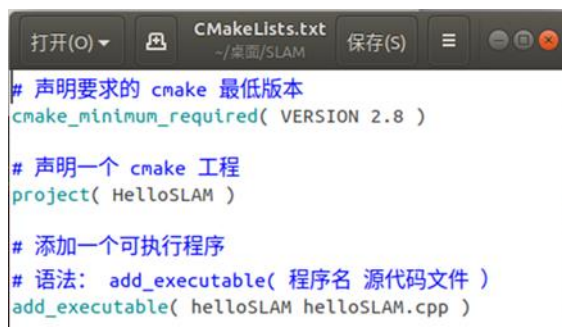 打开(O)
CMakeLists.txt
~/桌面/SLAM
保存(S)
# 声明要求的 cmake 最低版本
cmake_minimum_required( VERSION 2.8 )
# 声明一个 cmake 工程
project( HelloSLAM )
# 添加一个可执行程序
# 语法： add_executable( 程序名 源代码文件 ）
add_executable( helloSLAM helloSLAM.cpp )